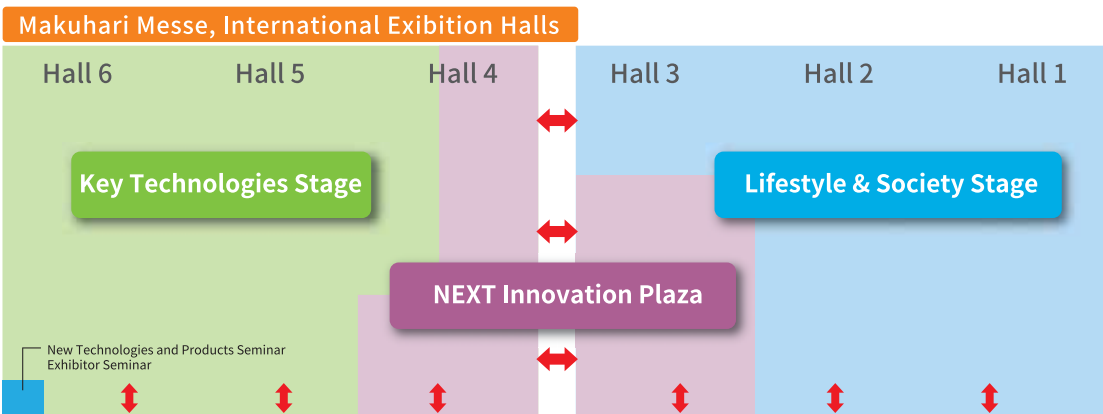 Makuhari Messe, International Exibition Halls
Hall 6 Hall 5 Hall 4 Hall 3 Hall 2 Hall 1
Key Technologies Stage
Lifestyle & Society Stage
NEXT Innovation Plaza
New Technologies and Products Seminar
Exhibitor Seminar